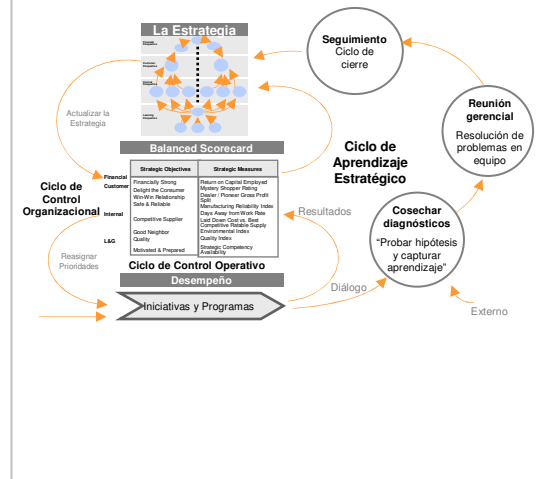 La Estrategia
Actualizar la
Estrategia
Balanced Scorecard
Strategic Objectives
Strategic Measures
Financial
Customer
Internal
L&G
Financially Strong
Delight the Consumer
Win-Win Relationship
Safe & Reliable
Competitive Supplier
Good Neighbor
Quality
Motivated & Prepared
Return on Capital Employed
Mystery Shopper Rating
Dealer / Pioneer Gross Profit
Split
Manufacturing Reliability Index
Days Away from Work Rate
Laid Down Cost vs. Best
Competitive Ratable Supply
Environmental Index
Quality Index
Strategic Competency
Availability
Ciclo de
Control
Organizacional
Reasignar
Prioridades
Ciclo de Control Operativo
Desempeño
Iniciativas y Programas
Seguimiento
Ciclo de
cierre
Reunión
gerencial
Resolución de
problemas en
equipo
Ciclo de
Aprendizaje
Estratégico
Resultados
Cosechar
diagnósticos
“Probar hipótesis
y capturar
aprendizaje”
Diálogo
Externo